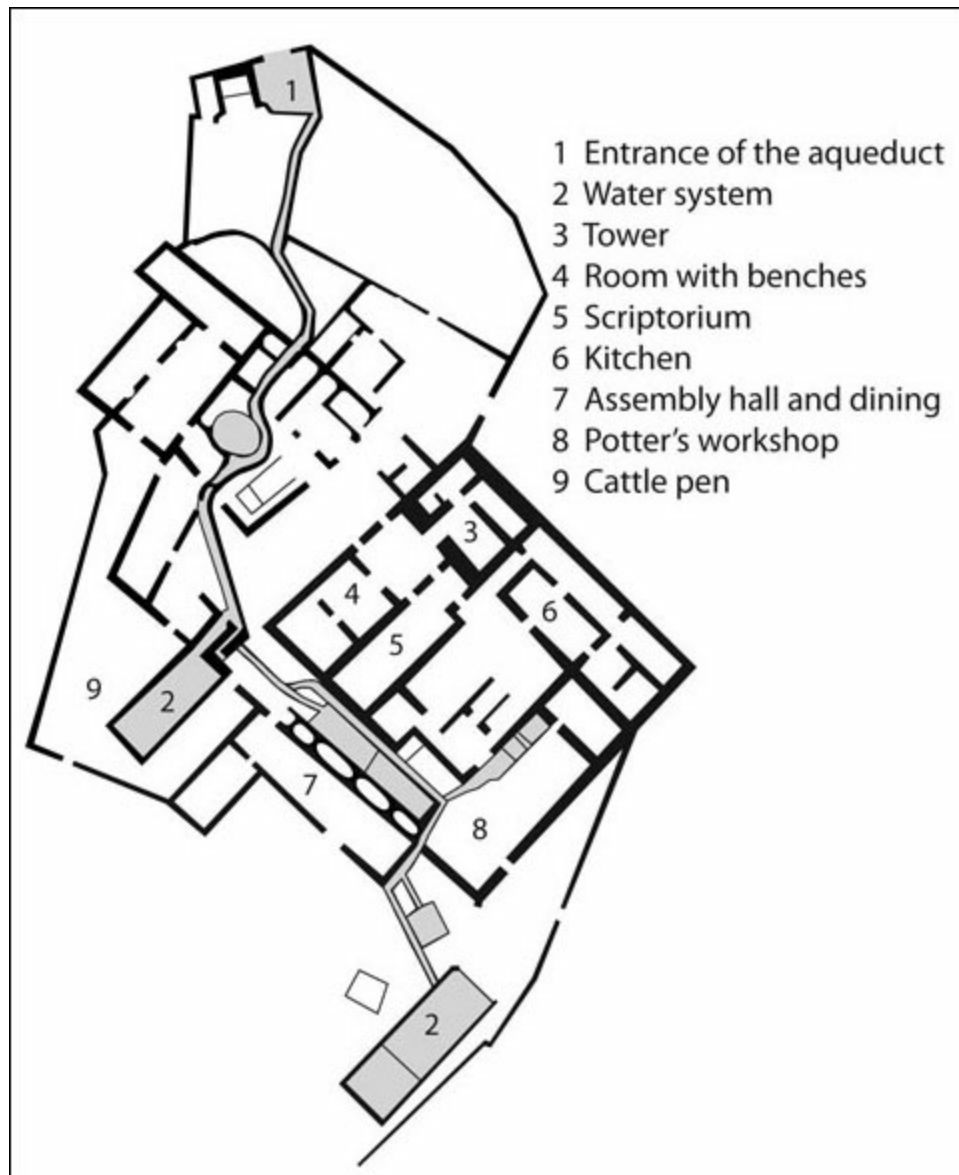 1
1 Entrance of the aqueduct
2 Water system
3 Tower
4 Room with benches
5 Scriptorium
6 Kitchen
7 Assembly hall and dining
8 Potter's workshop
9 Cattle pen
3
4
6
5
9
2
7
8
2